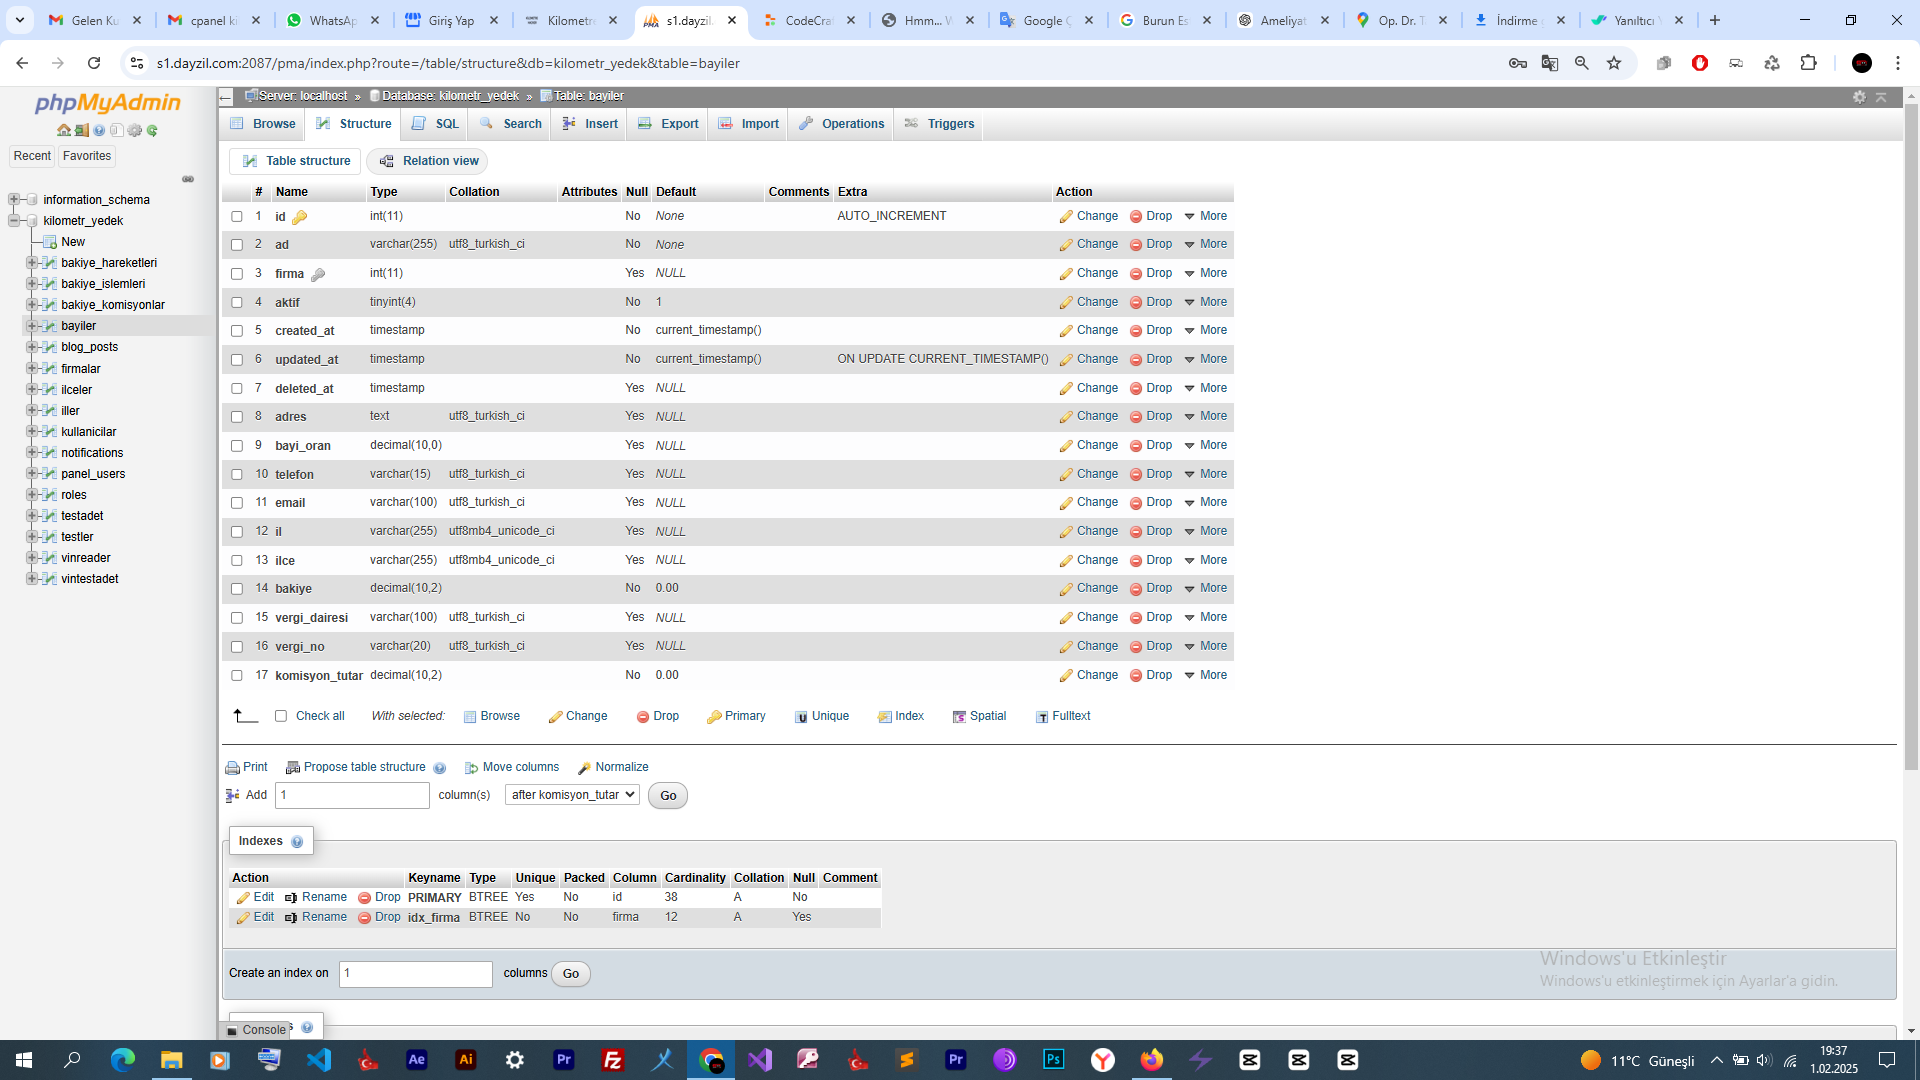 Gelen Ku
cpanel ki
WhatsAp
Giriş Yap
Kilometre
s1.dayzil.
CodeCra
Hmm... W
Google Ç
Burun Es
Ameliyat
Op. Dr. T
İndirme
Yanıltıcı
s1.dayzil.com:2087/pma/index.php?route=/table/structure&db=kilometr_yedek&table=bayiler
phpMyAdmin
Recent Favorites
information_schema
kilometr_yedek
New
bakiye_hareketleri
bakiye_islemleri
bakiye_komisyonlar
bayiler
blog_posts
firmalar
ilceler
iller
kullanicilar
notifications
panel_users
roles
testadet
testler
vinreader
vintestadet
Server: localhost » Database: kilometr_yedek » Table: bayiler
Browse Structure SQL Search Insert Export Import Operations Triggers
Table structure Relation view
# Name Type Collation Attributes Null Default Comments Extra Action
1 id int(11) No None AUTO_INCREMENT Change Drop More
2 ad varchar(255) utf8_turkish_ci No None Change Drop More
3 firma int(11) Yes NULL Change Drop More
4 aktif tinyint(4) No 1 Change Drop More
5 created_at timestamp No current_timestamp() Change Drop More
6 updated_at timestamp No current_timestamp() ON UPDATE CURRENT_TIMESTAMP() Change Drop More
7 deleted_at timestamp Yes NULL Change Drop More
8 adres text utf8_turkish_ci Yes NULL Change Drop More
9 bayi_oran decimal(10,0) Yes NULL Change Drop More
10 telefon varchar(15) utf8_turkish_ci Yes NULL Change Drop More
11 email varchar(100) utf8_turkish_ci Yes NULL Change Drop More
12 il varchar(255) utf8mb4_unicode_ci Yes NULL Change Drop More
13 ilce varchar(255) utf8mb4_unicode_ci Yes NULL Change Drop More
14 bakiye decimal(10,2) No 0.00 Change Drop More
15 vergi_dairesi varchar(100) utf8_turkish_ci Yes NULL Change Drop More
16 vergi_no varchar(20) utf8_turkish_ci Yes NULL Change Drop More
17 komisyon_tutar decimal(10,2) No 0.00 Change Drop More
Check all With selected: Browse Change Drop Primary Unique Index Spatial Fulltext
Print Propose table structure Move columns Normalize
Add 1 column(s) after komisyon_tutar Go
Indexes
Action Keyname Type Unique Packed Column Cardinality Collation Null Comment
Edit Rename Drop PRIMARY BTREE Yes No id 38 A No
Edit Rename Drop idx_firma BTREE No No firma 12 A Yes
Create an index on 1 columns Go
Windows'u Etkinleştir
Windows'u etkinleştirmek için Ayarlar'a gidin.
Console
11°C Güneşli
19:37
1.02.2025